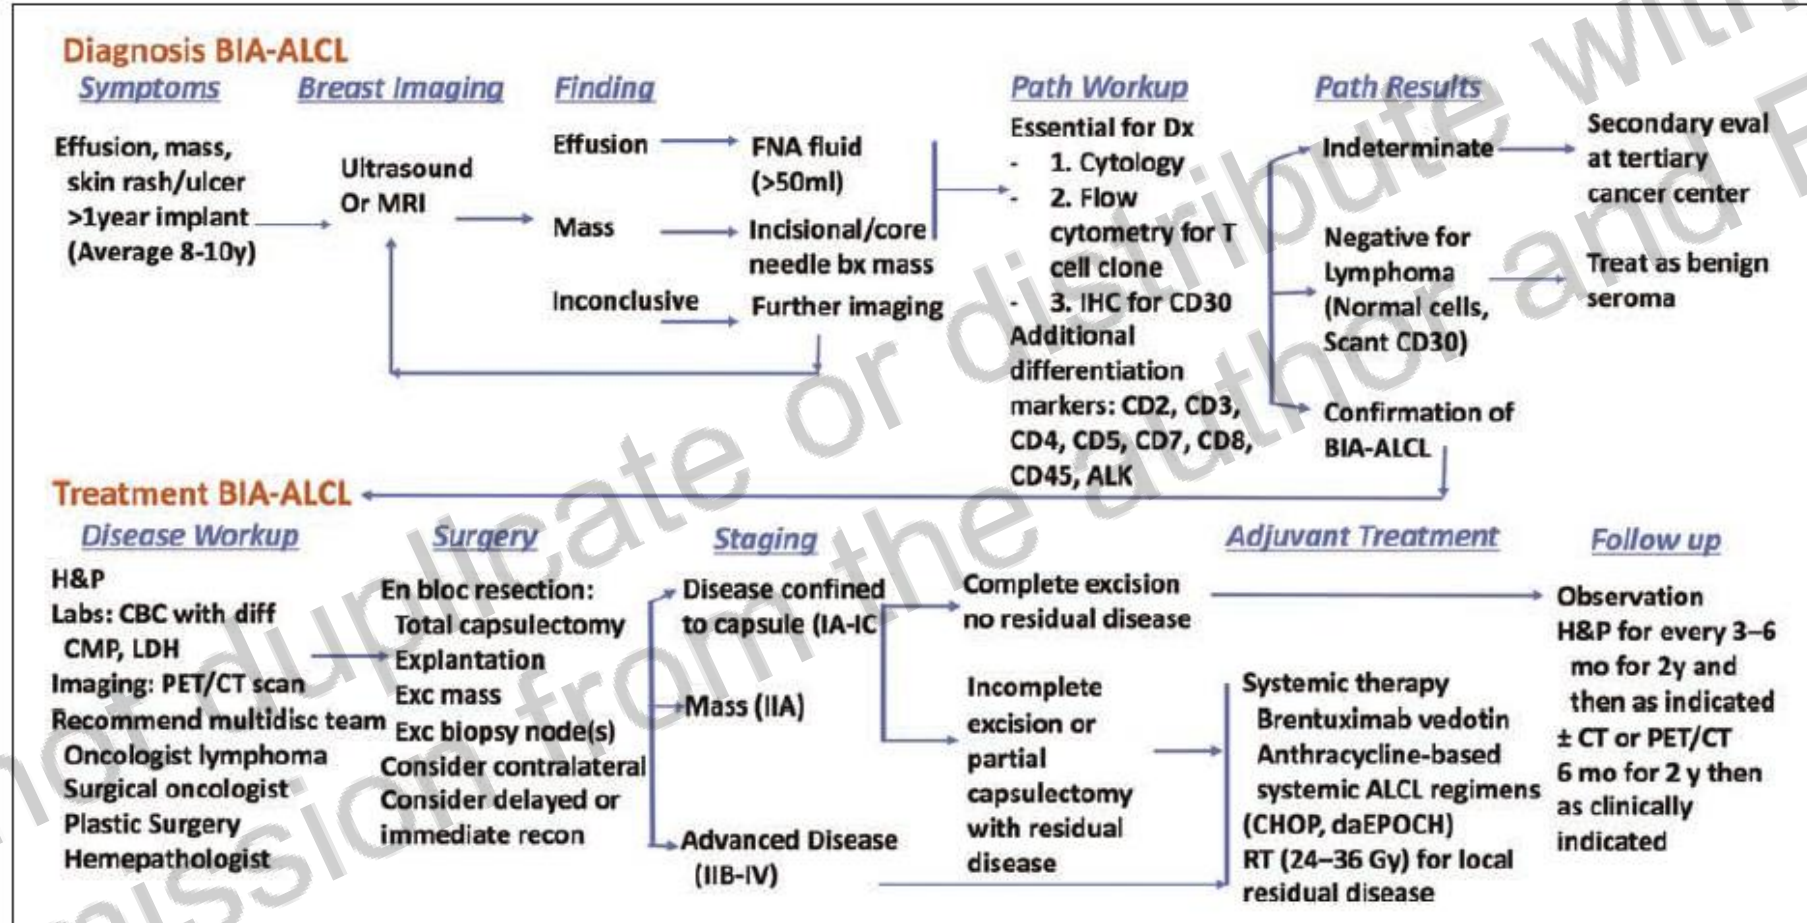 Diagnosis BIA-ALCL
Symptoms
Effusion, mass,
skin rash/ulcer
>1year implant
(Average 8-10y)
Breast Imaging
Ultrasound
Or MRI
Finding
Effusion
FNA fluid
(>50ml)
Mass
Incisional/core
needle bx mass
Inconclusive
Further imaging
Path Workup
Essential for Dx
- 1. Cytology
- 2. Flow
cytometry for T
cell clone
- 3. IHC for CD30
Additional
differentiation
markers: CD2, CD3,
CD4, CD5, CD7, CD8,
CD45, ALK
Path Results
Indeterminate
Secondary eval
at tertiary
cancer center
Negative for
Lymphoma
(Normal cells,
Scant CD30)
Treat as benign
seroma
Confirmation of
BIA-ALCL
Treatment BIA-ALCL
Disease Workup
H&P
Labs: CBC with diff
CMP, LDH
Imaging: PET/CT scan
Recommend multidisc team
Oncologist lymphoma
Surgical oncologist
Plastic Surgery
Hemepathologist
Surgery
En bloc resection:
Total capsulectomy
Explantation
Exc mass
Exc biopsy node(s)
Consider contralateral
Consider delayed or
immediate recon
Staging
Disease confined
to capsule (IA-IC
Mass (IIA)
Advanced Disease
(IIB-IV)
Complete excision
no residual disease
Incomplete
excision or
partial
capsulectomy
with residual
disease
Adjuvant Treatment
Systemic therapy
Brentuximab vedotin
Anthracycline-based
systemic ALCL regimens
(CHOP, daEPOCH)
RT (24–36 Gy) for local
residual disease
Follow up
Observation
H&P for every 3–6
mo for 2y and
then as indicated
± CT or PET/CT
6 mo for 2 y then
as clinically
indicated
not duplicate or distribute with
mission from the author and